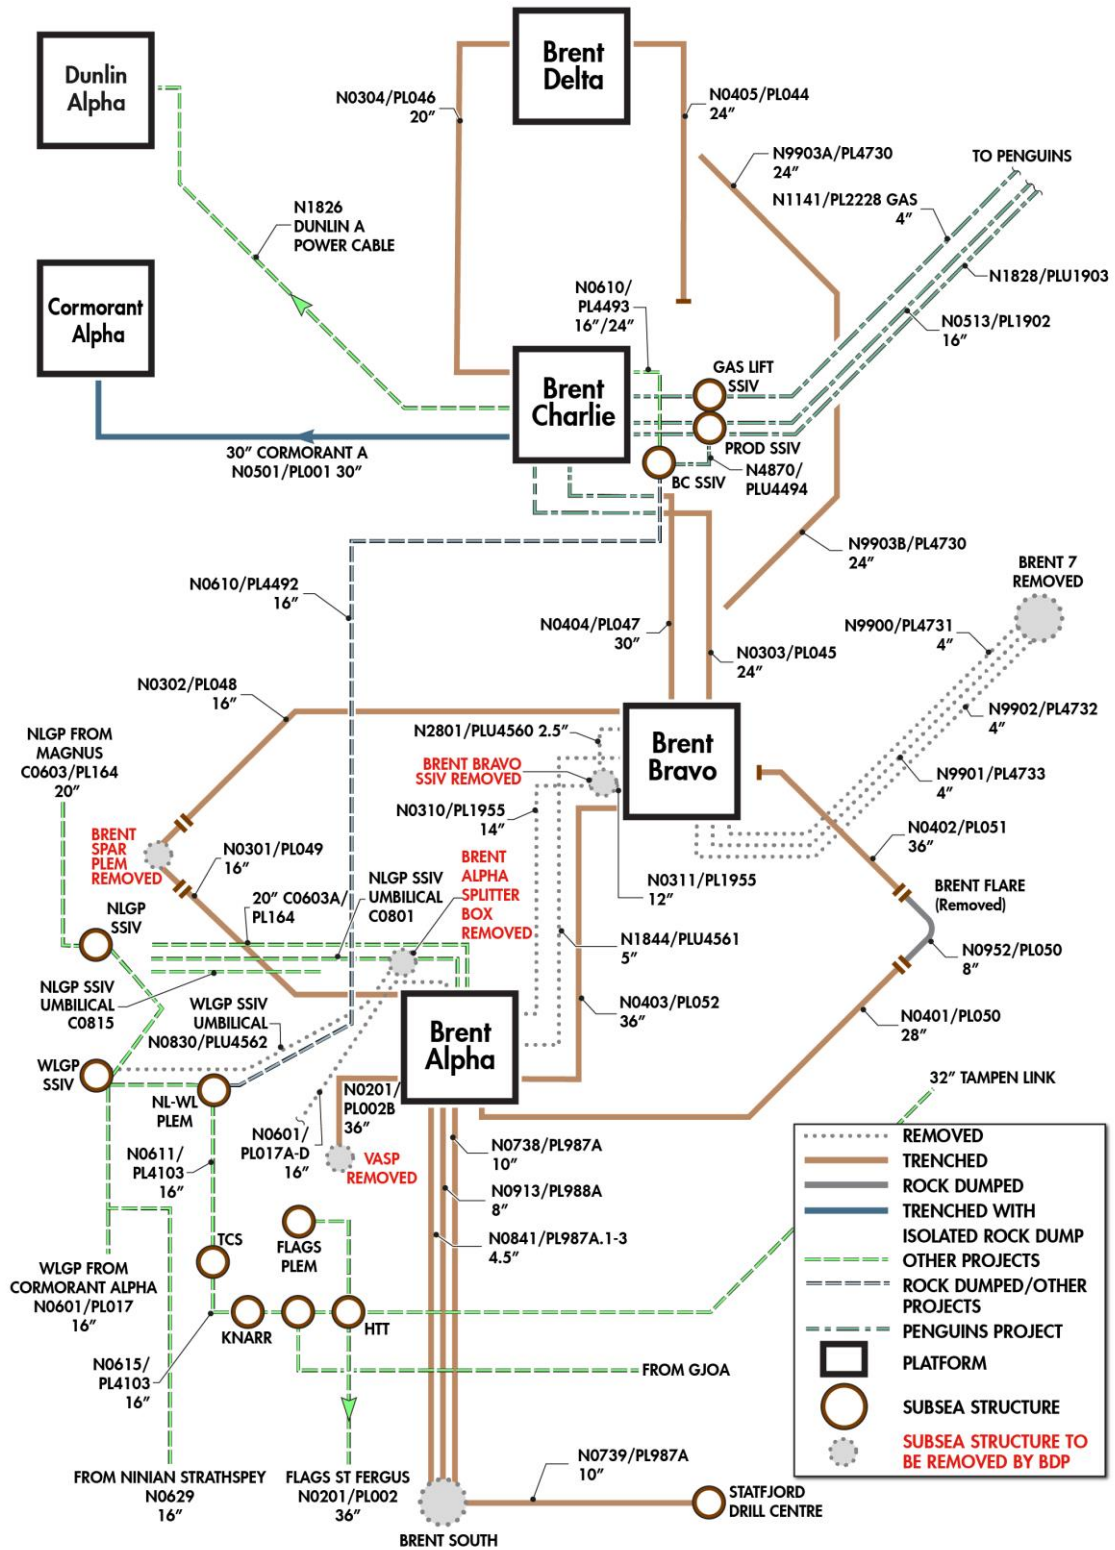 Dunlin
Alpha
Brent
Delta
N0304/PL046
20″
N0405/PL044
24″
N9903A/PL4730
24″
TO PENGUINS
N1141/PL2228 GAS
4″
N1826
DUNLIN A
POWER CABLE
N1828/PLU1903
N0513/PL1902
16″
Cormorant
Alpha
N0610/
PL4493
16″/24″
Brent
Charlie
GAS LIFT
SSIV
PROD SSIV
30″ CORMORANT A
N0501/PL001 30″
BC SSIV
N4870/
PLU4494
N9903B/PL4730
24″
BRENT 7
REMOVED
N0610/PL4492
16″
N0404/PL047
30″
N0303/PL045
24″
N9900/PL4731
4″
N9902/PL4732
4″
N9901/PL4733
4″
N0302/PL048
16″
NLGP FROM
MAGNUS
C0603/PL164
20″
N2801/PLU4560 2.5″
BRENT BRAVO
SSIV REMOVED
Brent
Bravo
N0310/PL1955
14″
BRENT
SPAR
PLEM
REMOVED
N0301/PL049
16″
N0402/PL051
36″
BRENT
ALPHA
SPLITTER
BOX
REMOVED
N0311/PL1955
12″
BRENT FLARE
(Removed)
20″ C0603A/
PL164
NLGP SSIV
UMBILICAL
C0801
NLGP
SSIV
N1844/PLU4561
5″
N0952/PL050
8″
NLGP SSIV
UMBILICAL
C0815
WLGP SSIV
UMBILICAL
N0830/PLU4562
N0403/PL052
36″
N0401/PL050
28″
Brent
Alpha
WLGP
SSIV
NL-WL
PLEM
N0201/
PL002B
36″
32″ TAMPEN LINK
N0601/
PL017A-D
16″
VASP
REMOVED
N0738/PL987A
10″
N0611/
PL4103
16″
N0913/PL988A
8″
N0841/PL987A.1-3
4.5″
TCS
FLAGS
PLEM
WLGP FROM
CORMORANT ALPHA
N0601/PL017
16″
KNARR
HTT
N0615/
PL4103
16″
FROM GJOA
FROM NINIAN STRATHSPEY
N0629
16″
FLAGS ST FERGUS
N0201/PL002
36″
N0739/PL987A
10″
STATFJORD
DRILL CENTRE
BRENT SOUTH
REMOVED
TRENCHED
ROCK DUMPED
TRENCHED WITH
ISOLATED ROCK DUMP
OTHER PROJECTS
ROCK DUMPED/OTHER
PROJECTS
PENGUINS PROJECT
PLATFORM
SUBSEA STRUCTURE
SUBSEA STRUCTURE TO
BE REMOVED BY BDP